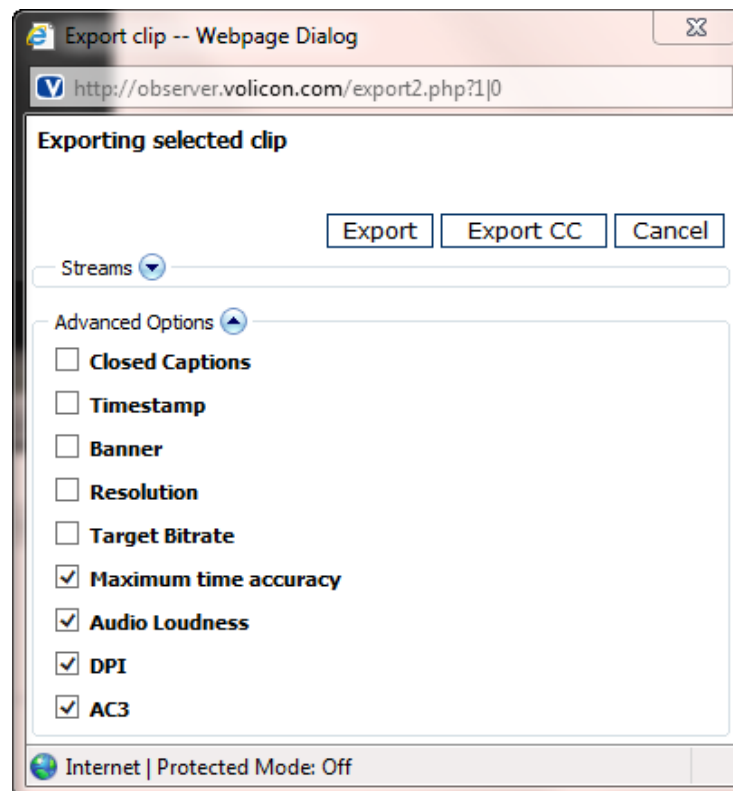 Export clip -- Webpage Dialog
V http://observer.volicon.com/export2.php?1|0
Exporting selected clip
Export Export CC Cancel
Streams
Advanced Options
Closed Captions
Timestamp
Banner
Resolution
Target Bitrate
Maximum time accuracy
Audio Loudness
DPI
AC3
Internet | Protected Mode: Off